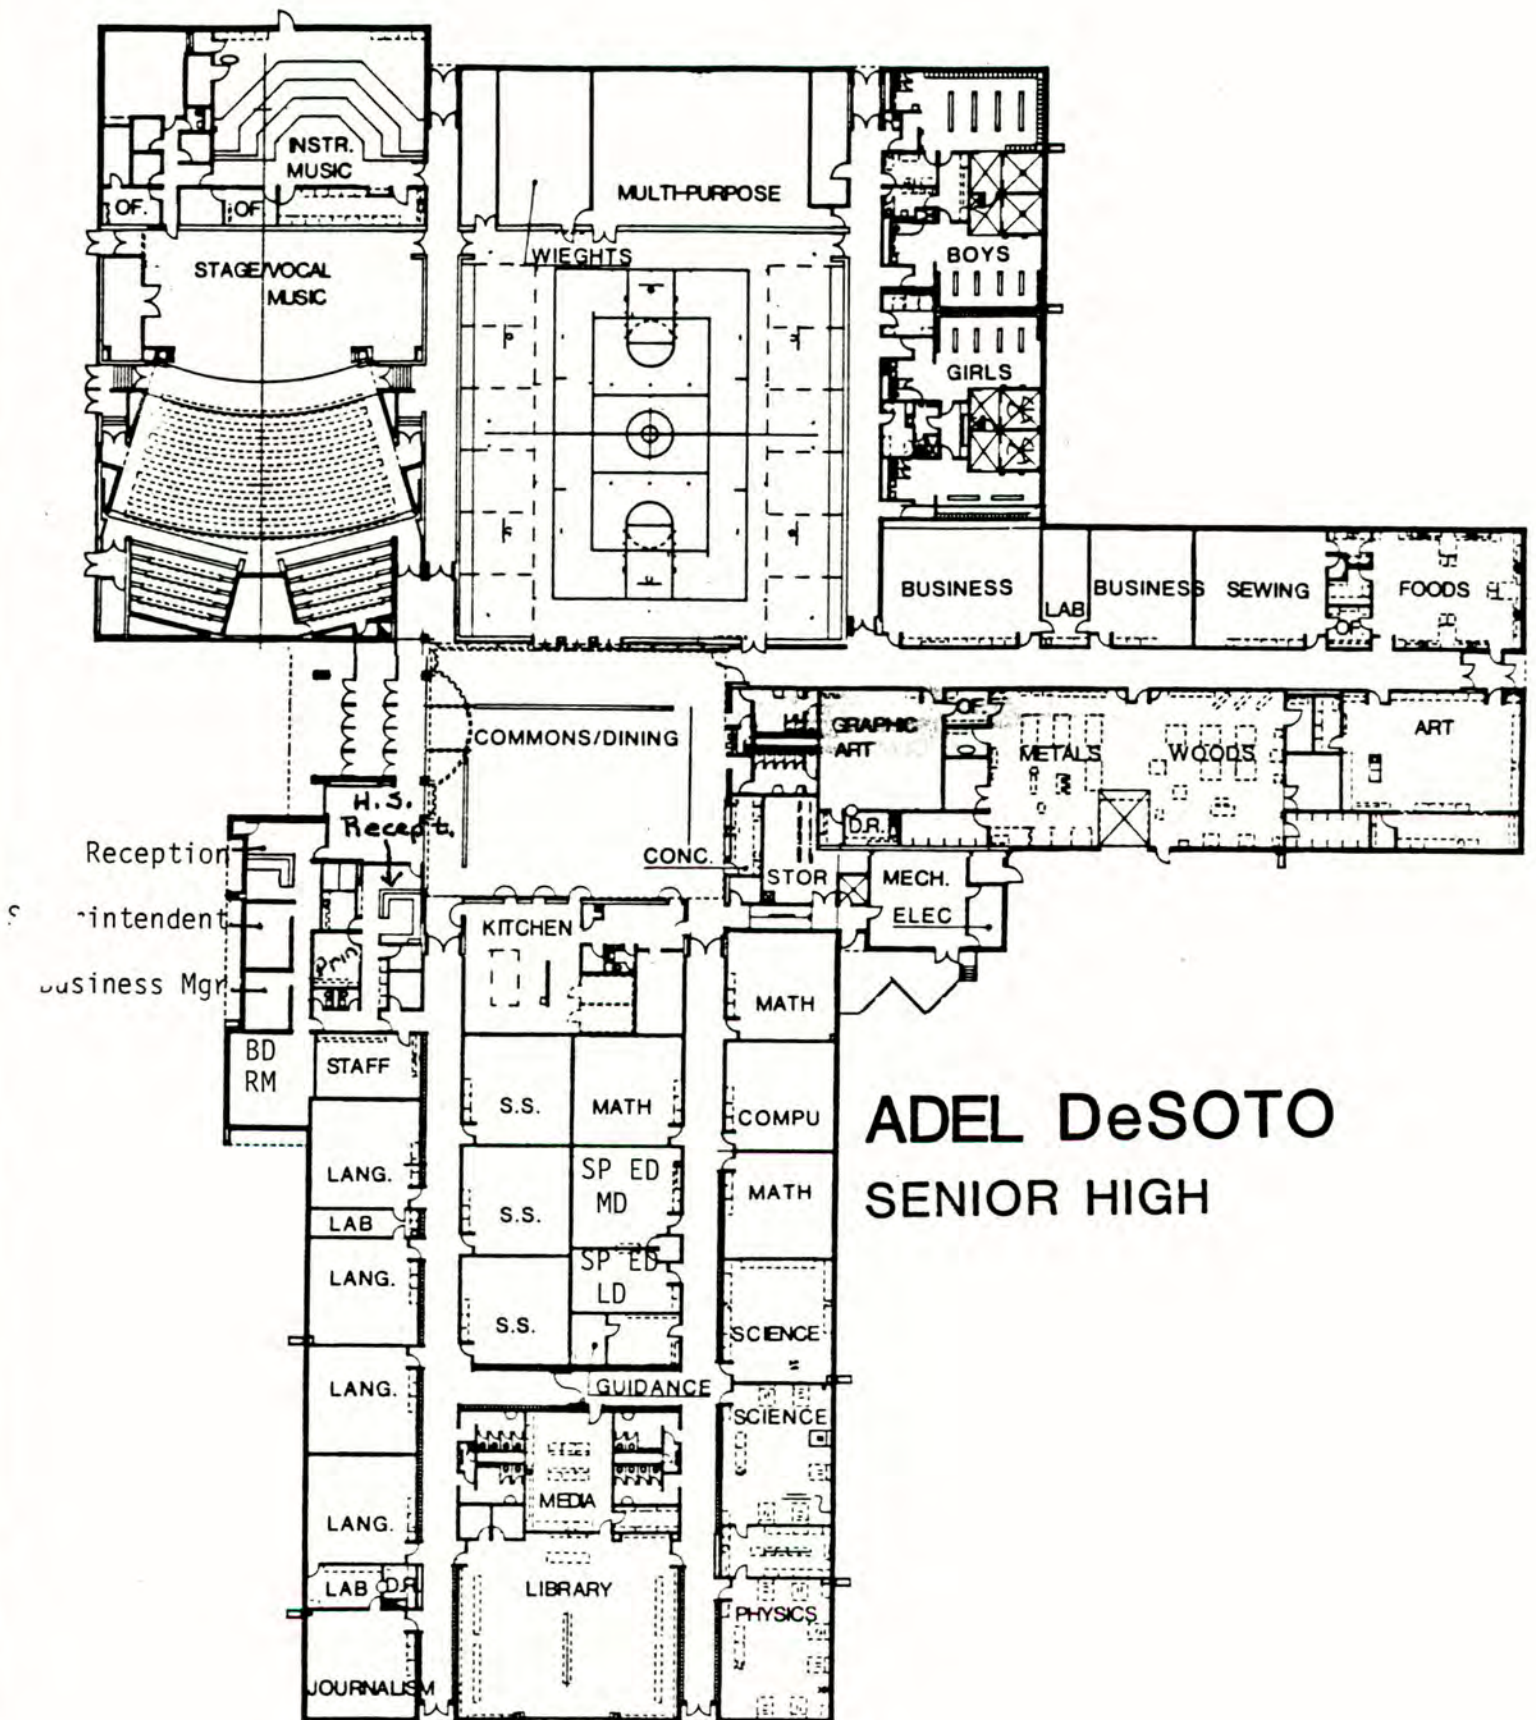 INSTR.
MUSIC
OF.
OF
STAGE/VOCAL
MUSIC
MULTI-PURPOSE
WIEGHTS
BOYS
GIRLS
BUSINESS
LAB
BUSINESS
SEWING
OF
FOODS
COMMONS/DINING
GRAPHIC
ART
OF.
METALS
WOODS
ART
H.S.
Recept.
Reception
CONC.
D.R.
STOR
MECH.
ELEC
KITCHEN
Prin
Business Mgr
BD
RM
STAFF
MATH
S.S.
MATH
COMPU
ADEL DeSOTO
SENIOR HIGH
LANG.
LAB
S.S.
SP ED
MD
MATH
LANG.
S.S.
SP ED
LD
SCIENCE
LANG.
GUIDANCE
SCIENCE
LANG.
MEDIA
LAB
D.R.
LIBRARY
PHYSICS
JOURNALISM